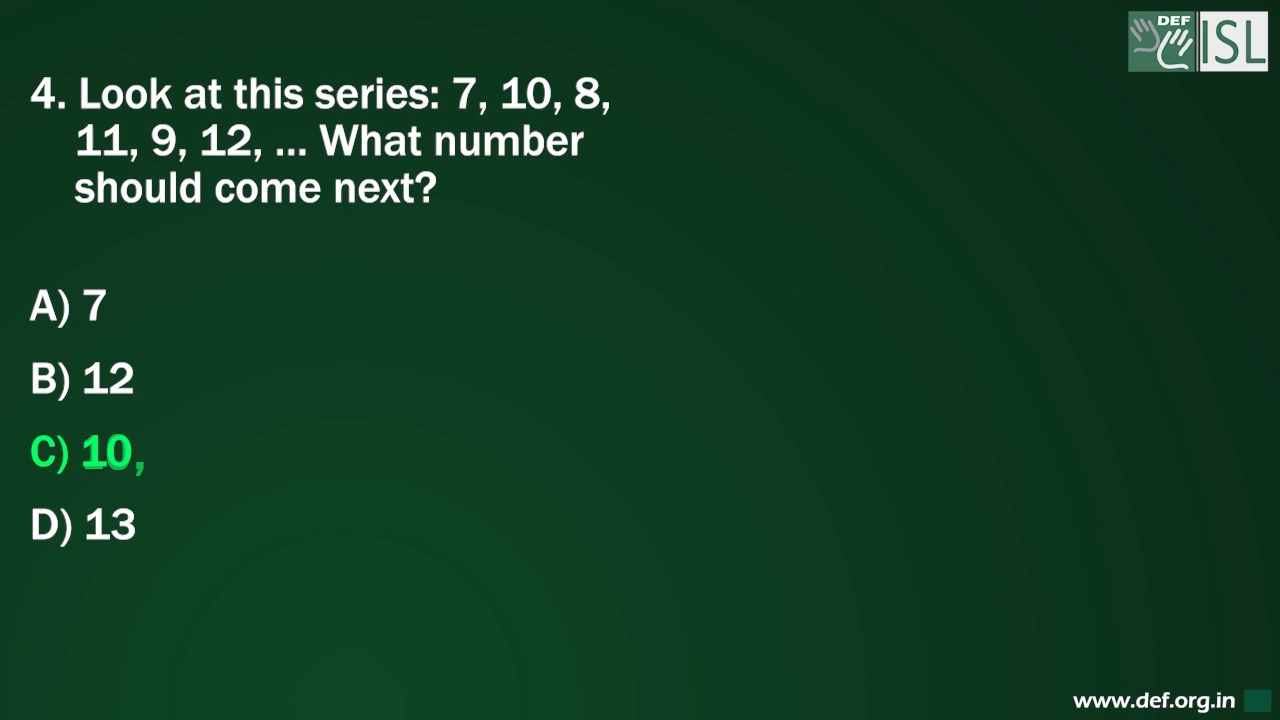 DEF
ISL
4. Look at this series: 7, 10, 8,
11, 9, 12, ... What number
should come next?
A) 7
B) 12
C) 10,
D) 13
www.def.org.in